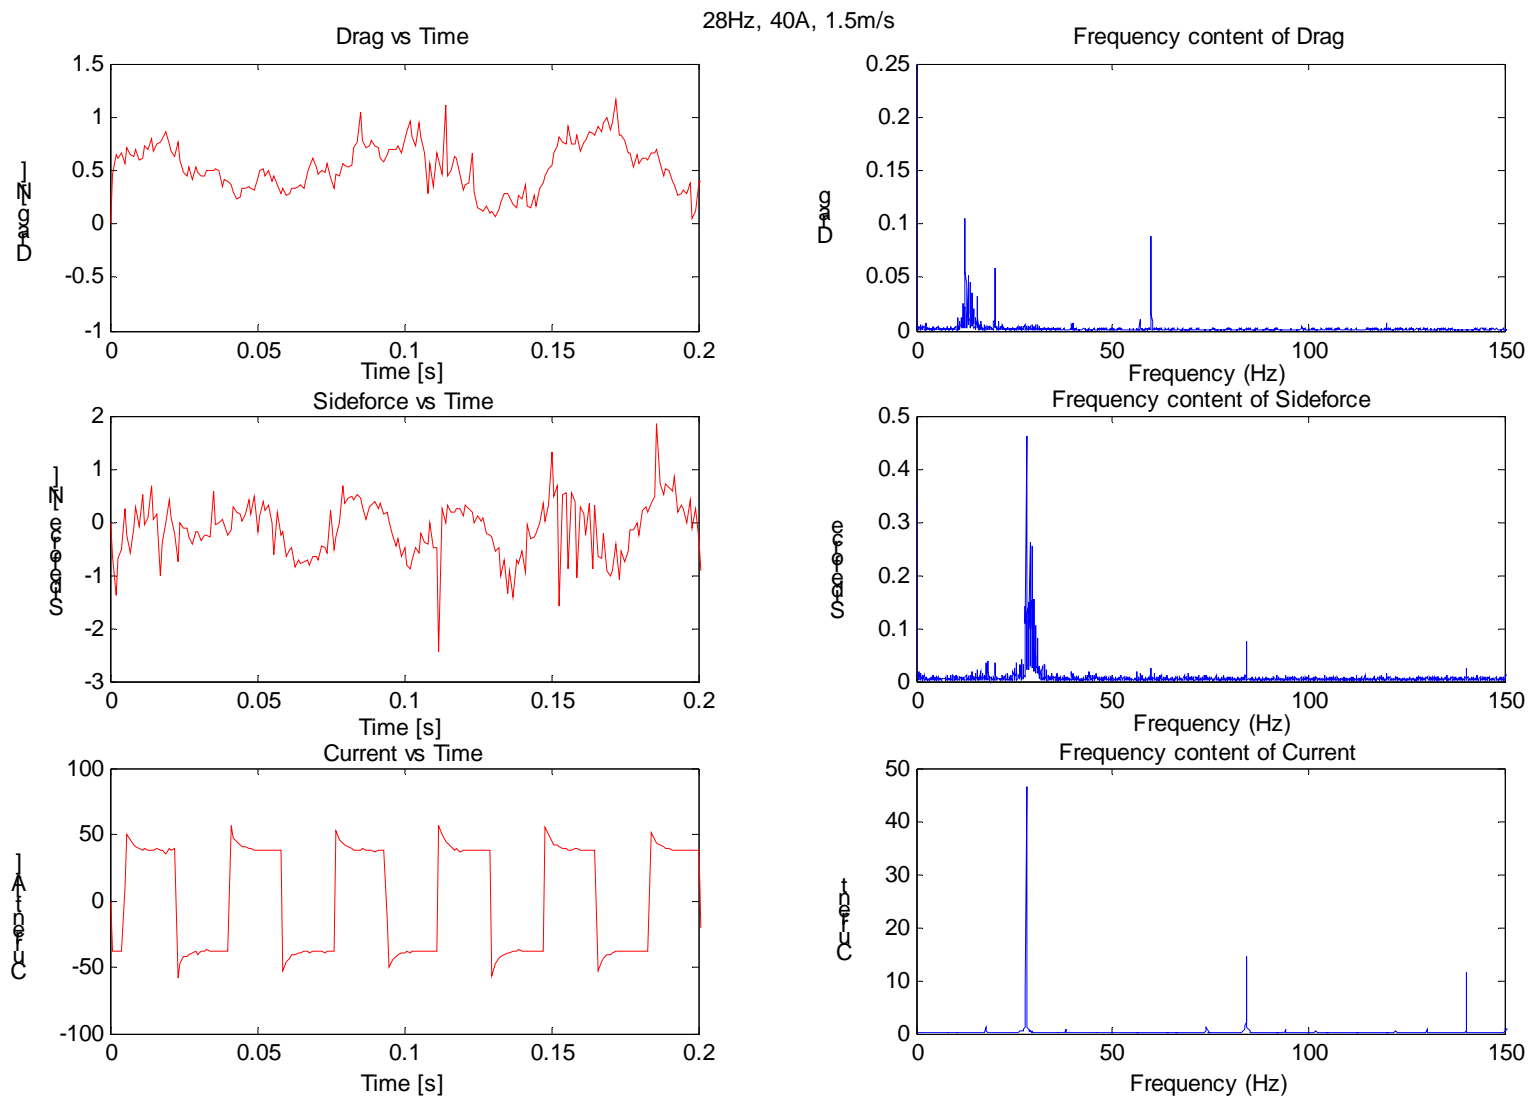 28Hz, 40A, 1.5m/s
Drag vs Time
1.5
1
0.5
0
-0.5
-1
Drag [N]
0 0.05 0.1 0.15 0.2
Time [s]
Frequency content of Drag
0.25
0.2
0.15
0.1
0.05
0
Drag
0 50 100 150
Frequency (Hz)
Sideforce vs Time
2
1
0
-1
-2
-3
Sideforce [N]
0 0.05 0.1 0.15 0.2
Time [s]
Frequency content of Sideforce
0.5
0.4
0.3
0.2
0.1
0
Sideforce
0 50 100 150
Frequency (Hz)
Current vs Time
100
50
0
-50
-100
Current [A]
0 0.05 0.1 0.15 0.2
Time [s]
Frequency content of Current
50
40
30
20
10
0
Current
0 50 100 150
Frequency (Hz)